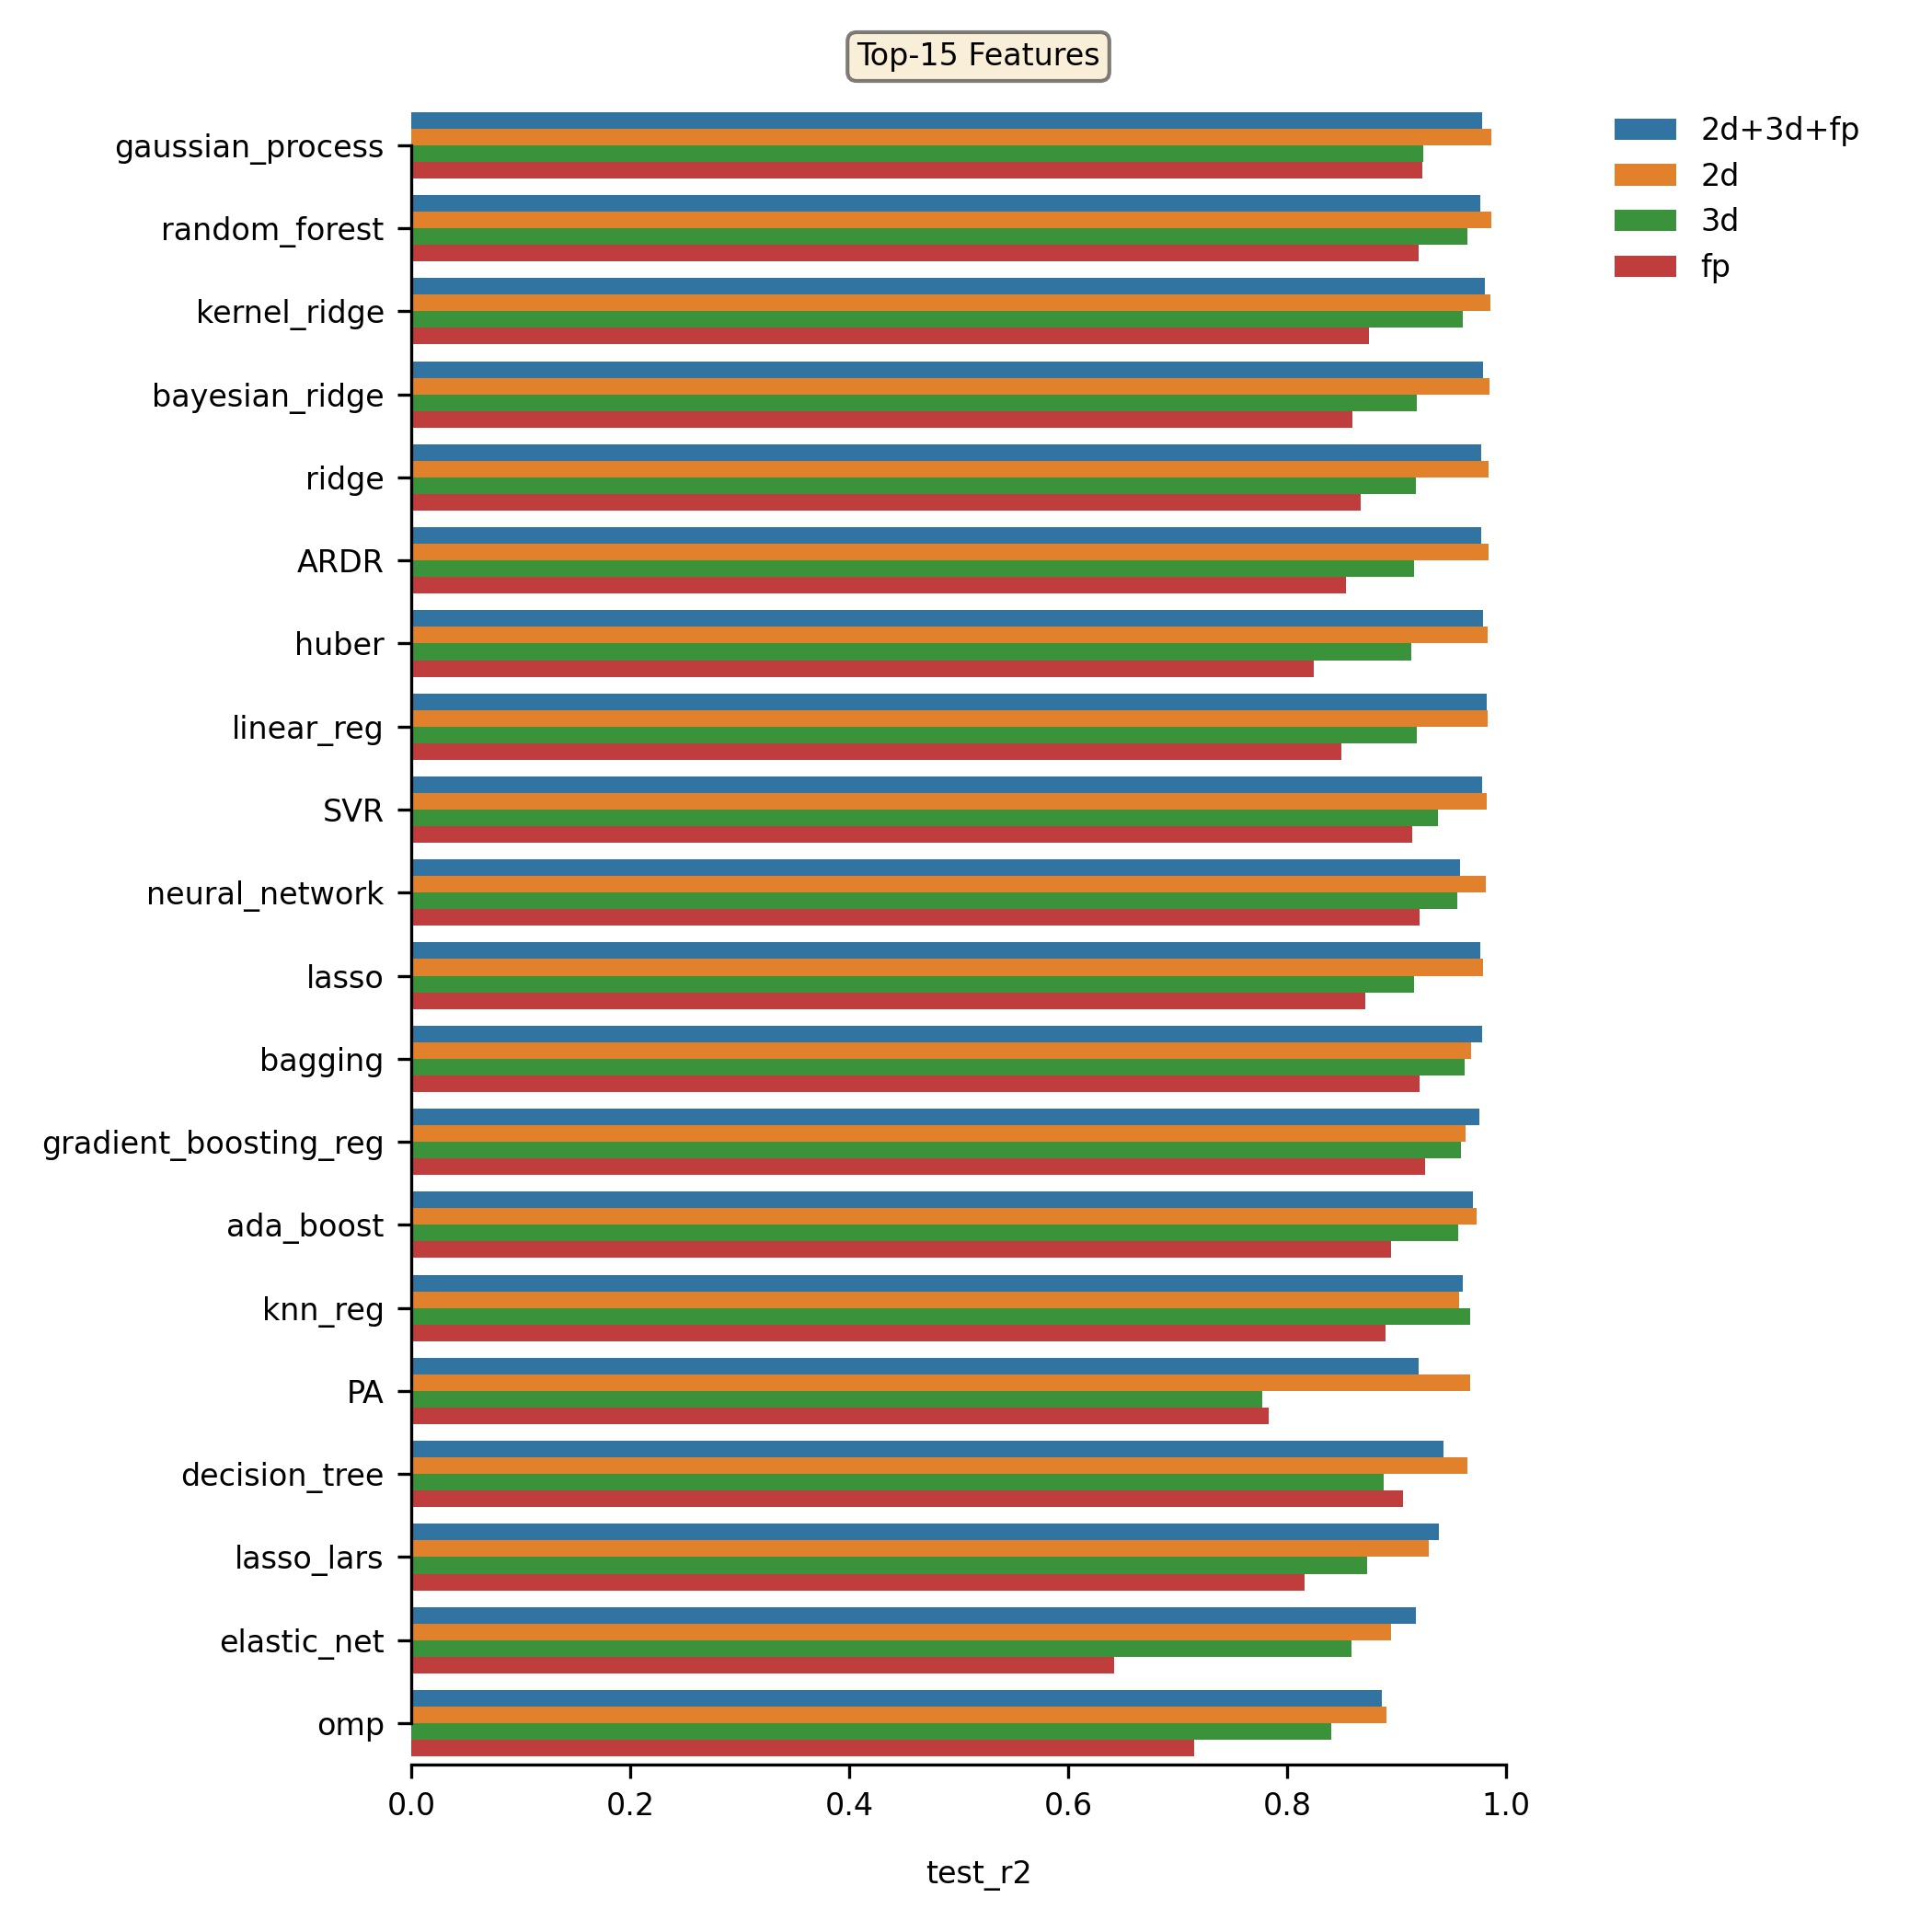 Top-15 Features
2d+3d+fp
2d
3d
fp
gaussian_process
random_forest
kernel_ridge
bayesian_ridge
ridge
ARDR
huber
linear_reg
SVR
neural_network
lasso
bagging
gradient_boosting_reg
ada_boost
knn_reg
PA
decision_tree
lasso_lars
elastic_net
omp
0.0 0.2 0.4 0.6 0.8 1.0
test_r2